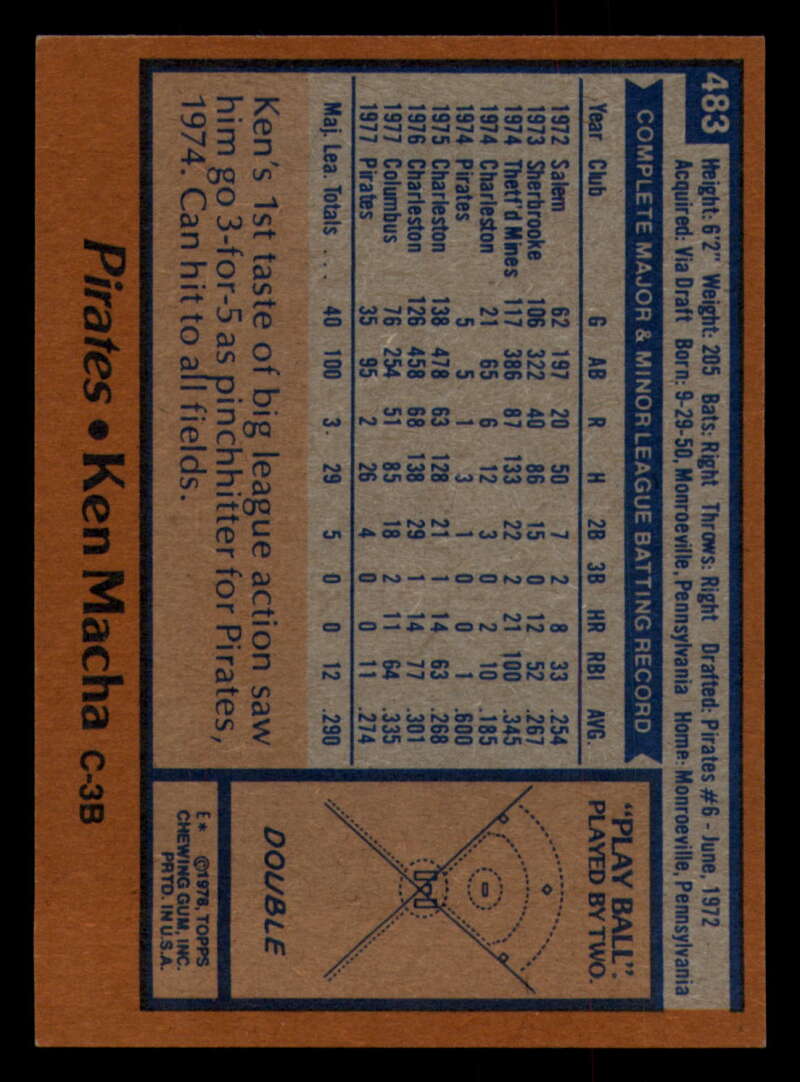 483
Height: 6'2" Weight: 205 Bats: Right Throws: Right Drafted: Pirates #6 - June, 1972
Acquired: Via Draft Born: 9-29-50, Monroeville, Pennsylvania Home: Monroeville, Pennsylvania
COMPLETE MAJOR & MINOR LEAGUE BATTING RECORD
Year Club G AB R H 2B 3B HR RBI AVG.
1972 Salem 62 197 20 50 7 2 8 33 .254
1973 Sherbrooke 106 322 40 86 15 0 12 52 .267
1974 Thetf'd Mines 117 386 87 133 22 2 21 100 .345
1974 Charleston 21 65 6 12 3 0 2 10 .185
1974 Pirates 5 5 1 3 1 0 0 1 .600
1975 Charleston 138 478 63 128 21 1 14 63 .268
1976 Charleston 126 458 68 138 29 1 14 77 .301
1977 Columbus 76 254 51 85 18 2 11 64 .335
1977 Pirates 35 95 2 26 4 0 0 11 .274
Maj. Lea. Totals ... 40 100 3 29 5 0 0 12 .290
Ken's 1st taste of big league action saw
him go 3-for-5 as pinchhitter for Pirates,
1974. Can hit to all fields.
"PLAY BALL":
PLAYED BY TWO.
DOUBLE
E* ©1978, TOPPS
CHEWING GUM, INC.
PRTD. IN U.S.A.
Pirates • Ken Macha C-3B